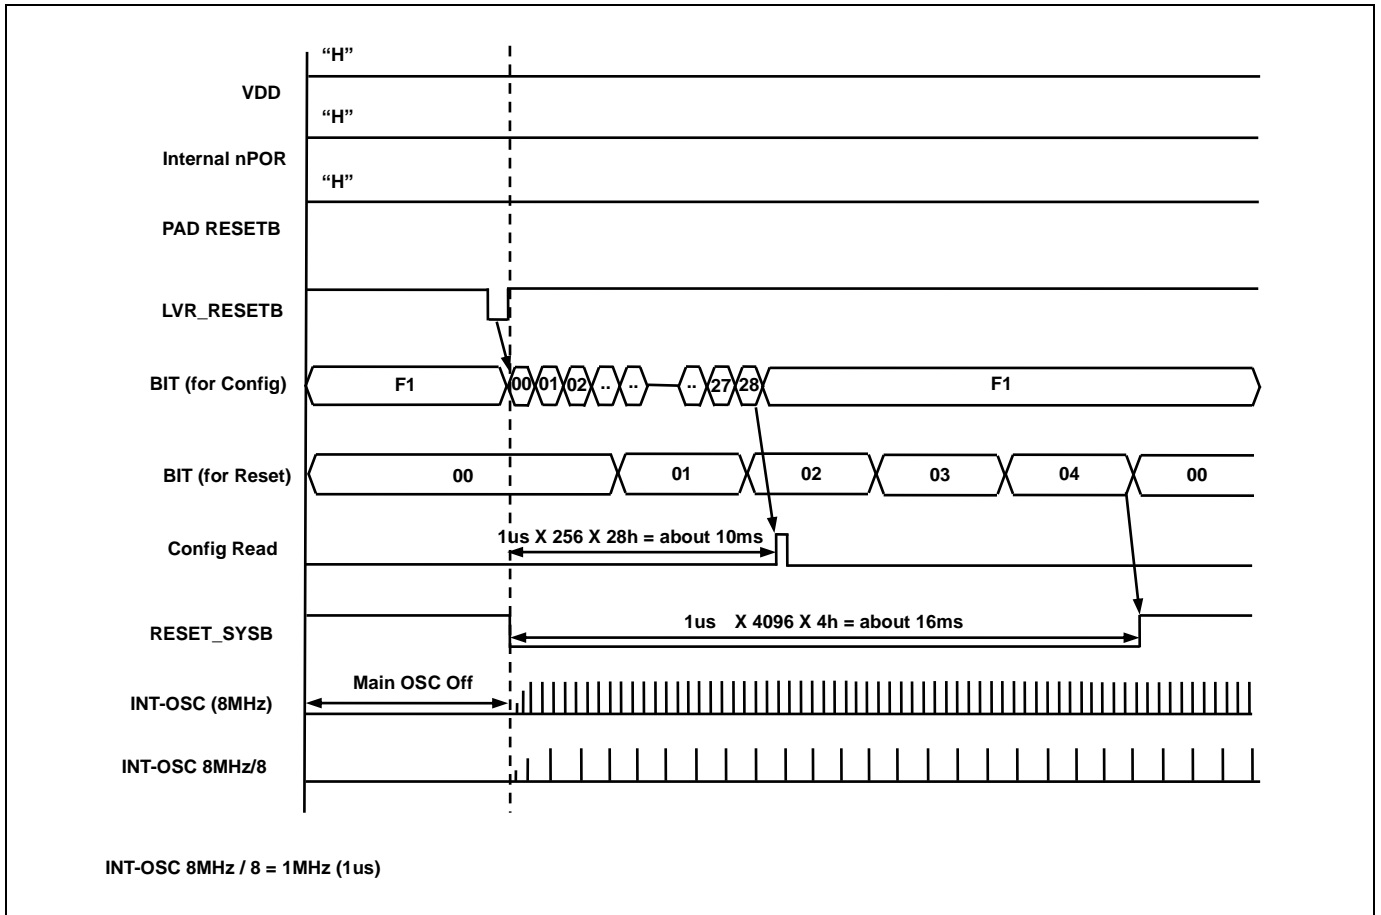 “H”
VDD
“H”
Internal nPOR
“H”
PAD RESETB
LVR_RESETB
BIT (for Config) F1 00 01 02 .. .. .. 27 28 F1
BIT (for Reset) 00 01 02 03 04 00
1us X 256 X 28h = about 10ms
Config Read
1us X 4096 X 4h = about 16ms
RESET_SYSB
Main OSC Off
INT-OSC (8MHz)
INT-OSC 8MHz/8
INT-OSC 8MHz / 8 = 1MHz (1us)